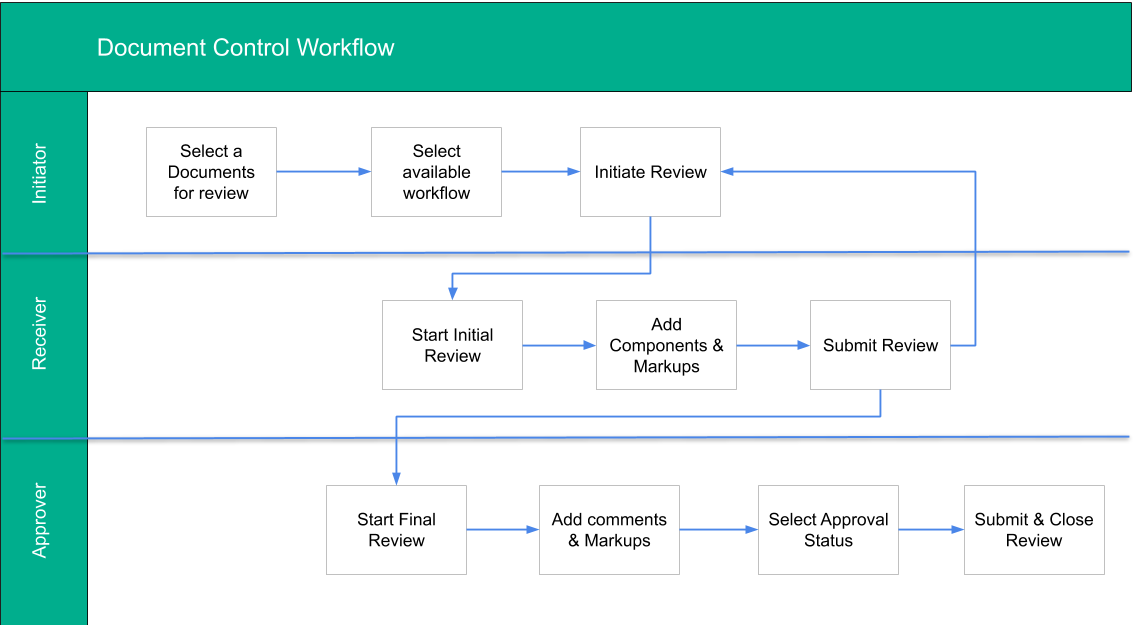 Document Control Workflow
Initiator
Select a
Documents
for review
Select
available
workflow
Initiate Review
Receiver
Start Initial
Review
Add
Components &
Markups
Submit Review
Approver
Start Final
Review
Add comments
& Markups
Select Approval
Status
Submit & Close
Review